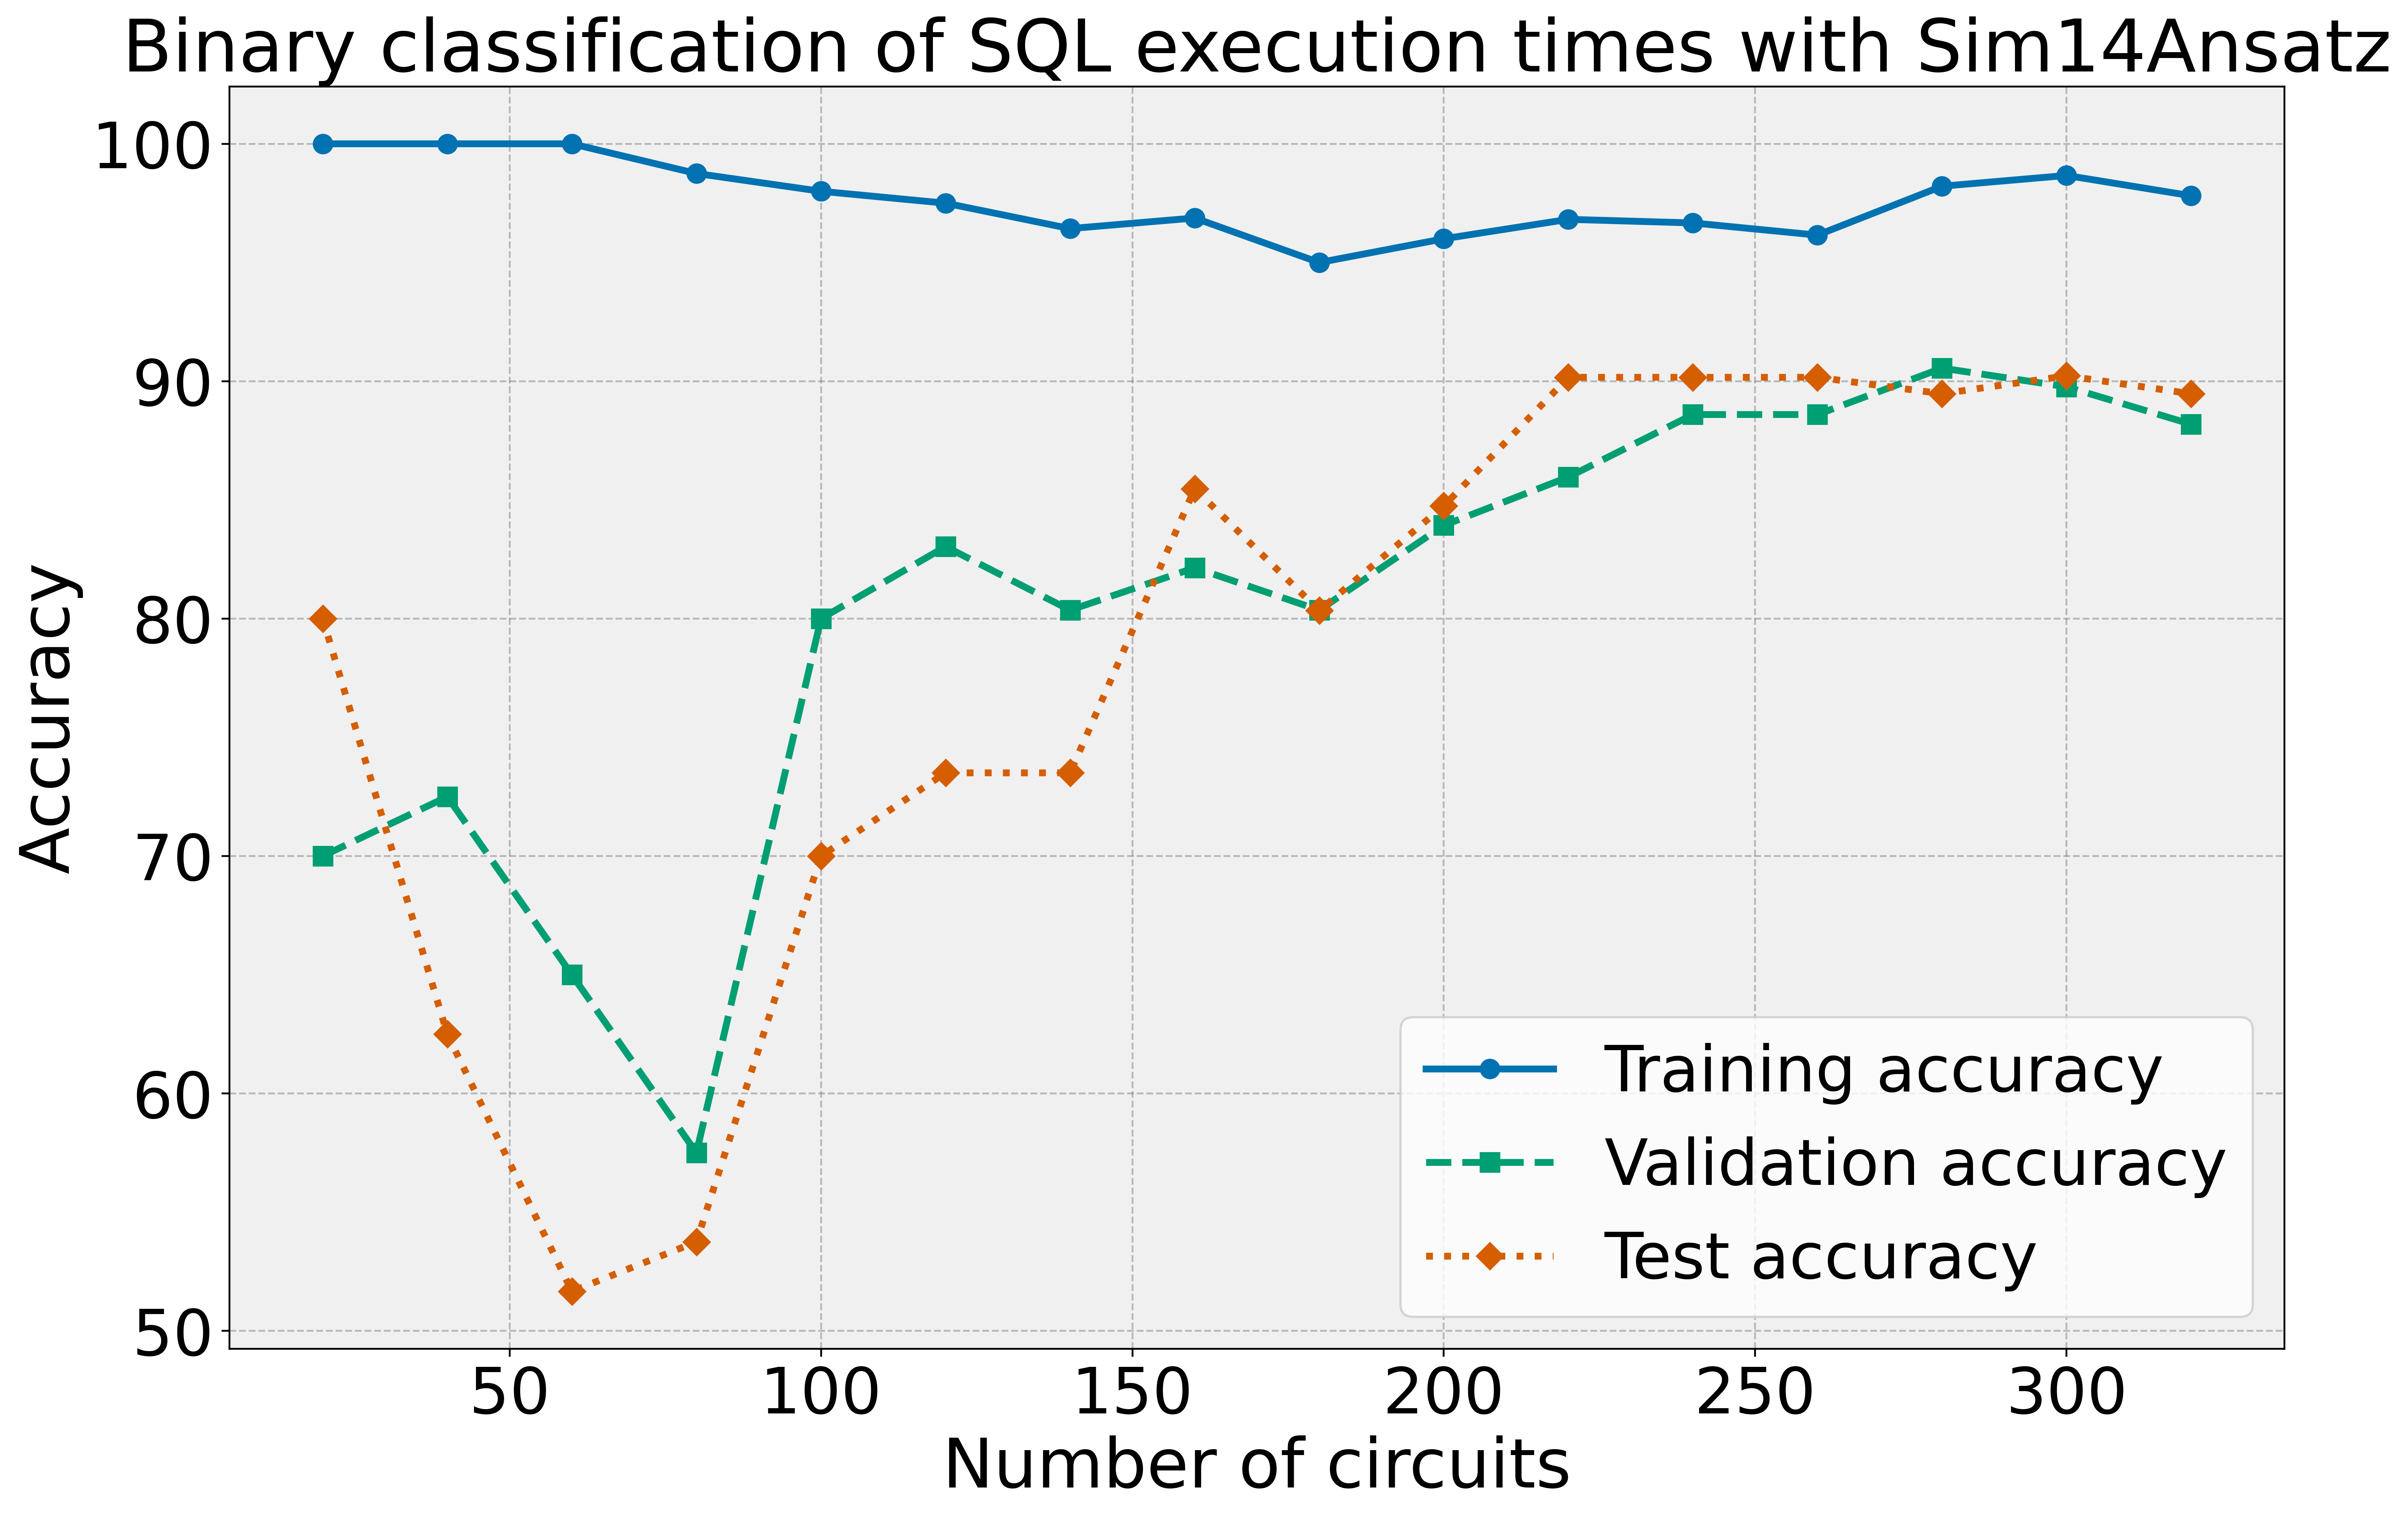 Binary classification of SQL execution times with Sim14Ansatz
Accuracy
100
90
80
70
60
50
Training accuracy
Validation accuracy
Test accuracy
50 100 150 200 250 300
Number of circuits